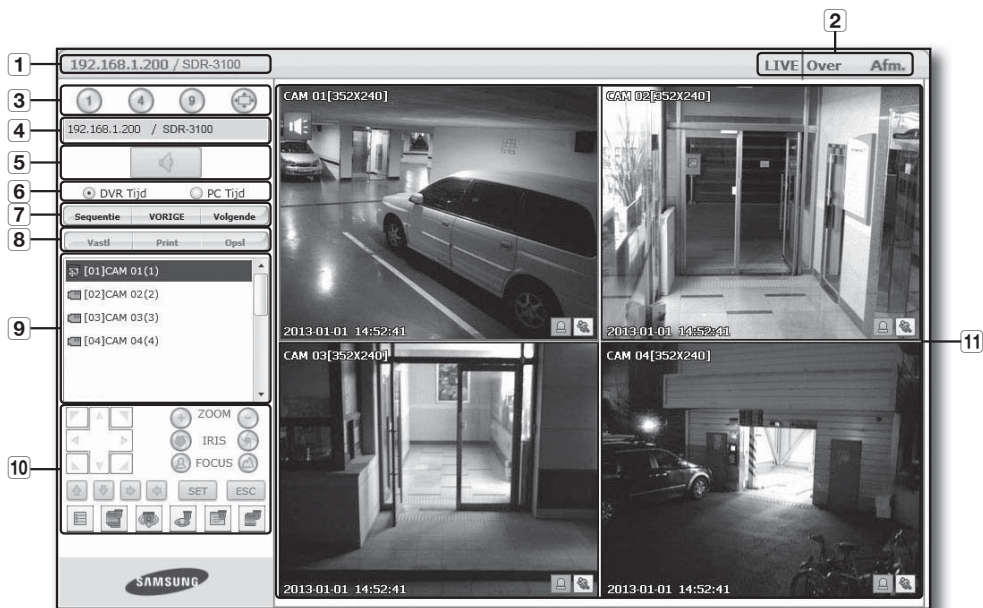 2
1
192.168.1.200 / SDR-3100
LIVE Over Afm.
3
1 4 9
4
192.168.1.200 / SDR-3100
5
6
DVR Tijd PC Tijd
7
Sequentie VORIGE Volgende
8
Vastl Print Opsl
9
[01]CAM 01(1)
[02]CAM 02(2)
[03]CAM 03(3)
[04]CAM 04(4)
10
ZOOM
IRIS
FOCUS
SET ESC
SAMSUNG
CAM 01[352X240]
2013-01-01 14:52:41
CAM 02[352X240]
2013-01-01 14:52:41
11
CAM 03[352X240]
2013-01-01 14:52:41
CAM 04[352X240]
2013-01-01 14:52:41